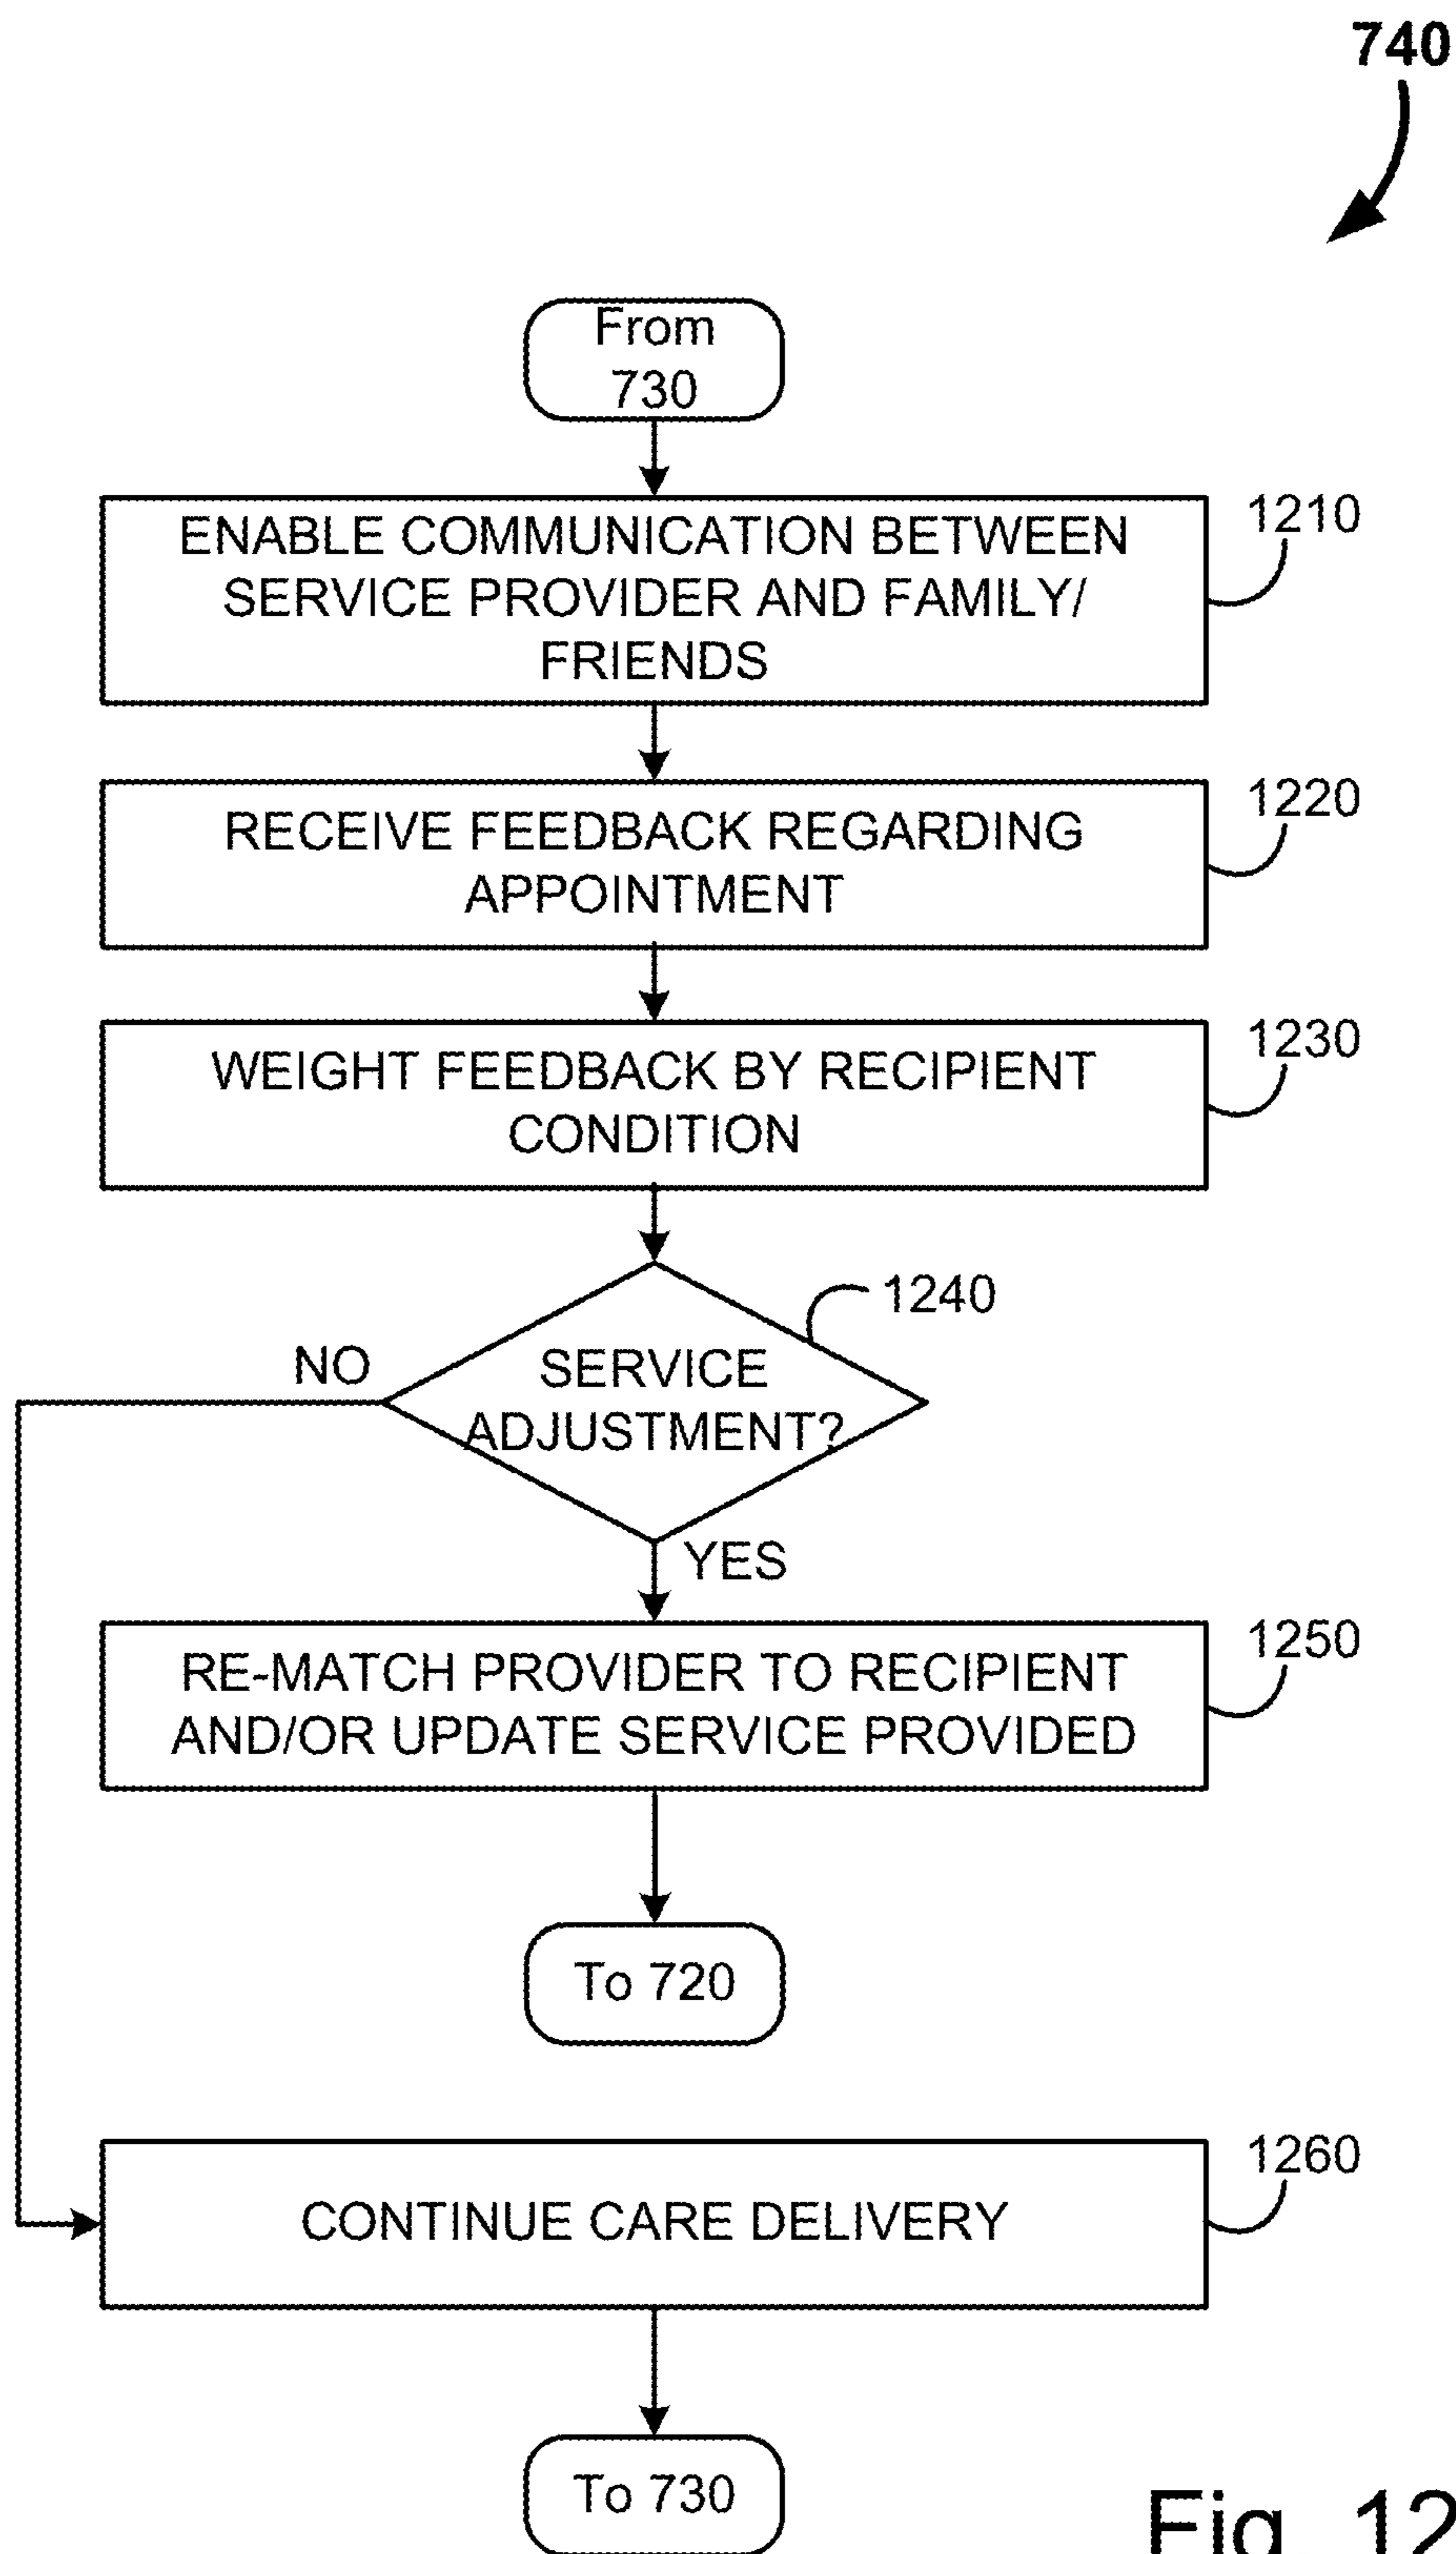 740
From
730
ENABLE COMMUNICATION BETWEEN
SERVICE PROVIDER AND FAMILY/
FRIENDS
1210
RECEIVE FEEDBACK REGARDING
APPOINTMENT
1220
WEIGHT FEEDBACK BY RECIPIENT
CONDITION
1230
1240
NO
SERVICE
ADJUSTMENT?
YES
RE-MATCH PROVIDER TO RECIPIENT
AND/OR UPDATE SERVICE PROVIDED
1250
To 720
CONTINUE CARE DELIVERY
1260
To 730
Fig. 12